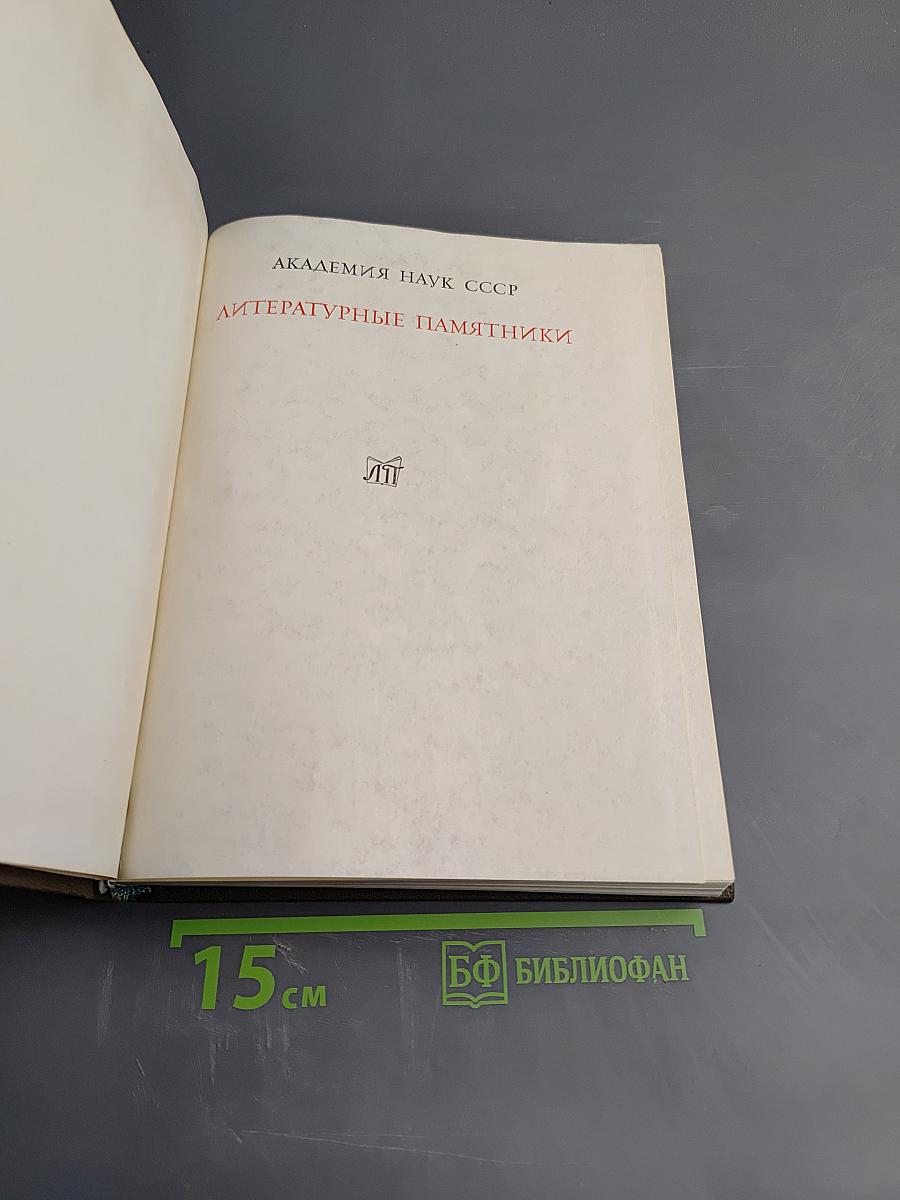 АКАДЕМИЯ НАУК СССР
ЛИТЕРАТУРНЫЕ ПАМЯТНИКИ
ЛП
15 см
БФ БИБЛИОФАН